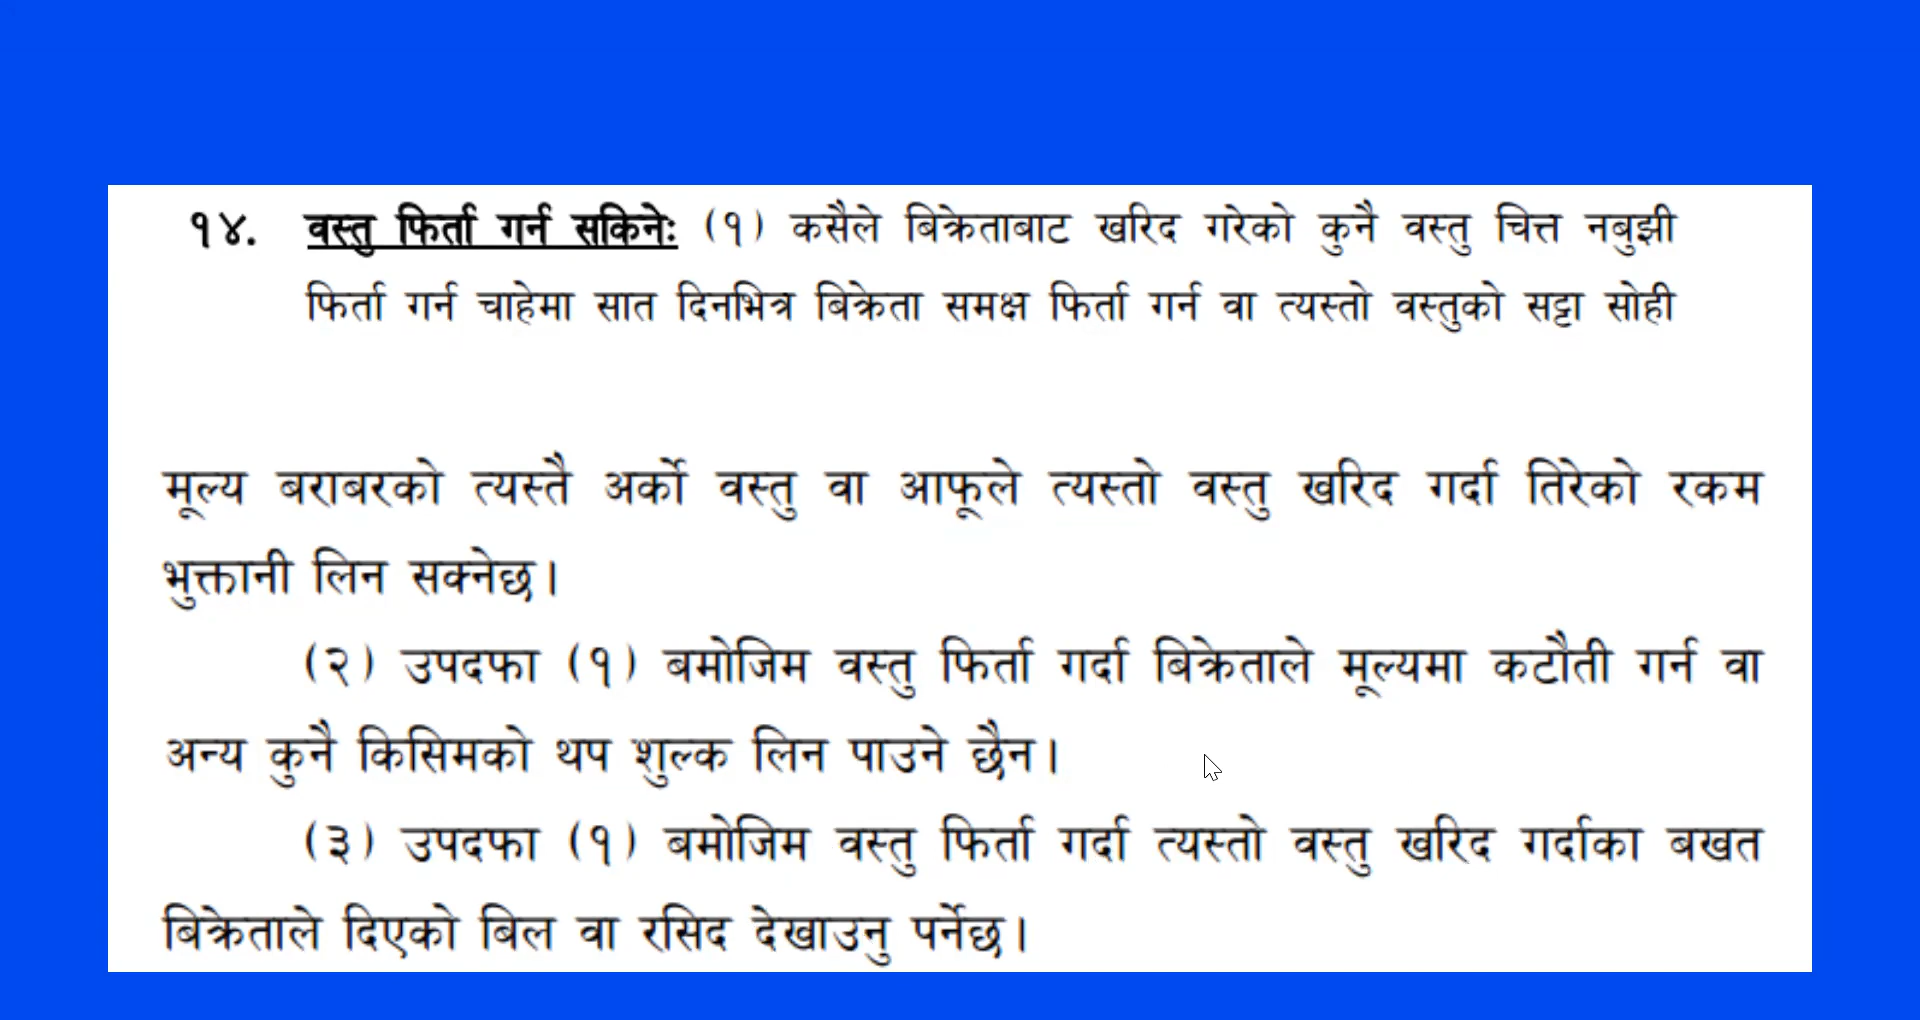 १४. वस्तु फिर्ता गर्न सकिनेः (१) कसैले बिक्रेताबाट खरिद गरेको कुनै वस्तु चित्त नबुझी
फिर्ता गर्न चाहेमा सात दिनभित्र बिक्रेता समक्ष फिर्ता गर्न वा त्यस्तो वस्तुको सट्टा सोही
मूल्य बराबरको त्यस्तै अर्को वस्तु वा आफूले त्यस्तो वस्तु खरिद गर्दा तिरेको रकम
भुक्तानी लिन सक्नेछ।
(२) उपदफा (१) बमोजिम वस्तु फिर्ता गर्दा बिक्रेताले मूल्यमा कटौती गर्न वा
अन्य कुनै किसिमको थप शुल्क लिन पाउने छैन।
(३) उपदफा (१) बमोजिम वस्तु फिर्ता गर्दा त्यस्तो वस्तु खरिद गर्दाका बखत
बिक्रेताले दिएको बिल वा रसिद देखाउनु पर्नेछ।